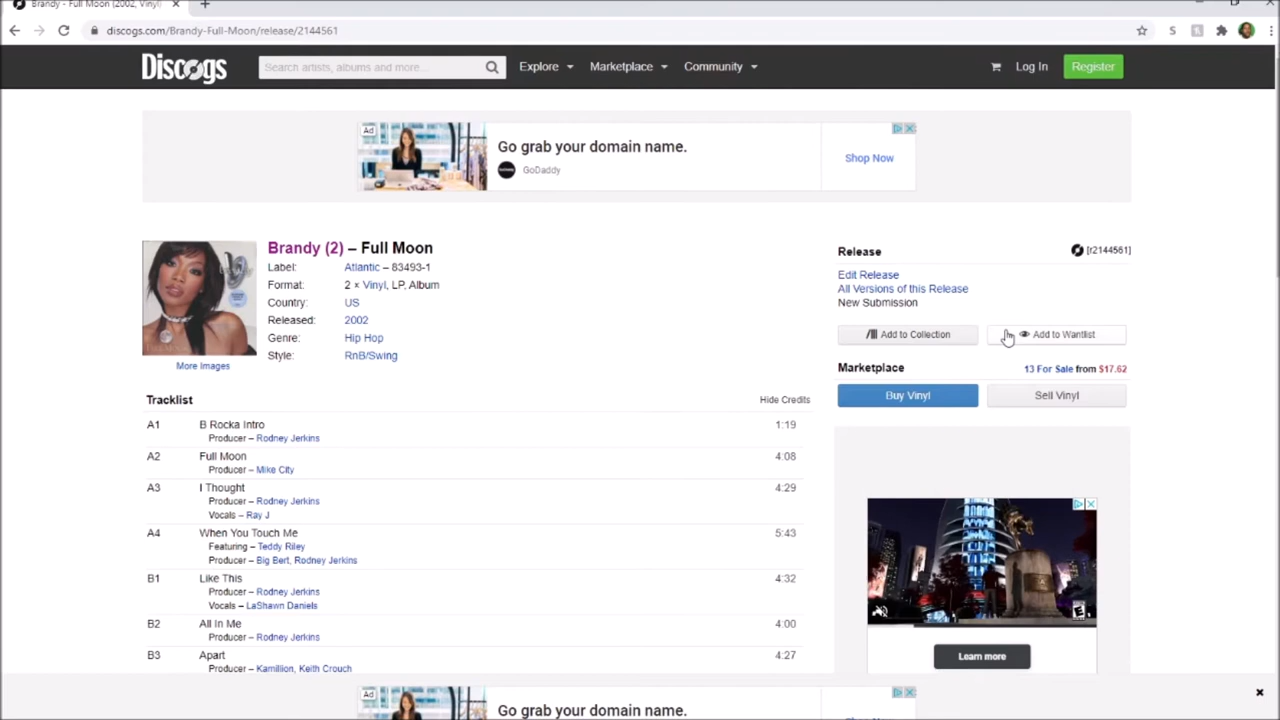 Brandy - Full Moon (2002, Vinyl)
discogs.com/Brandy-Full-Moon/release/2144561
Discogs Search artists, albums and more... Explore Marketplace Community Log In Register
Ad
Go grab your domain name.
GoDaddy
Shop Now
Brandy (2) – Full Moon
Label: Atlantic – 83493-1
Format: 2 × Vinyl, LP, Album
Country: US
Released: 2002
Genre: Hip Hop
Style: RnB/Swing
More Images
Release [r2144561]
Edit Release
All Versions of this Release
New Submission
Add to Collection Add to Wantlist
Marketplace 13 For Sale from $17.62
Buy Vinyl Sell Vinyl
Tracklist Hide Credits
A1 B Rocka Intro 1:19
Producer – Rodney Jerkins
A2 Full Moon 4:08
Producer – Mike City
A3 I Thought 4:29
Producer – Rodney Jerkins
Vocals – Ray J
A4 When You Touch Me 5:43
Featuring – Teddy Riley
Producer – Big Bert, Rodney Jerkins
B1 Like This 4:32
Producer – Rodney Jerkins
Vocals – LaShawn Daniels
B2 All In Me 4:00
Producer – Rodney Jerkins
B3 Apart 4:27
Producer – Kamillion, Keith Crouch
Learn more
Ad
Go grab your domain name.